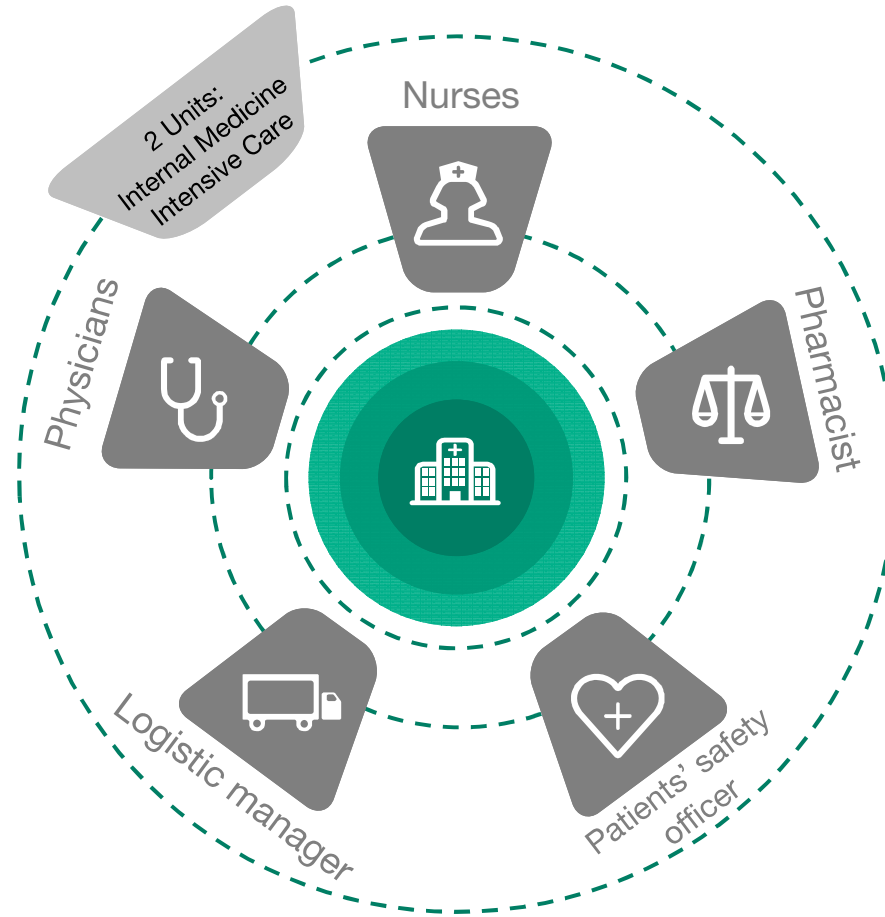 2 Units:
Internal Medicine
Intensive Care
Nurses
Physicians
Pharmacist
Logistic manager
Patients’ safety
officer